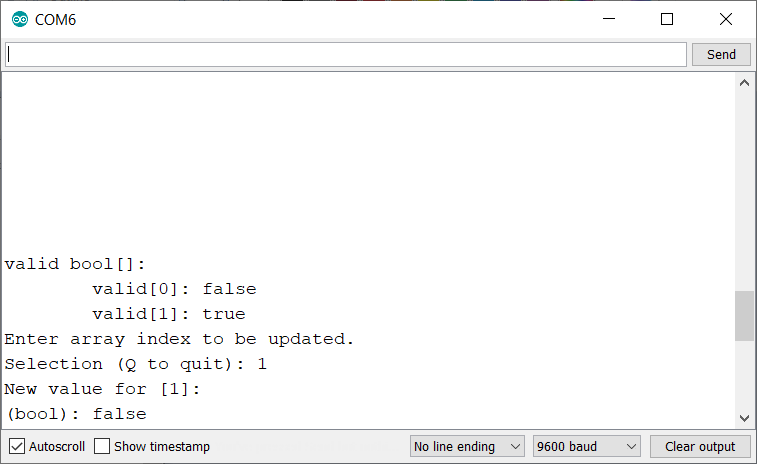 COM6
Send
valid bool[]:
valid[0]: false
valid[1]: true
Enter array index to be updated.
Selection (Q to quit): 1
New value for [1]:
(bool): false
Autoscroll
Show timestamp
No line ending
9600 baud
Clear output